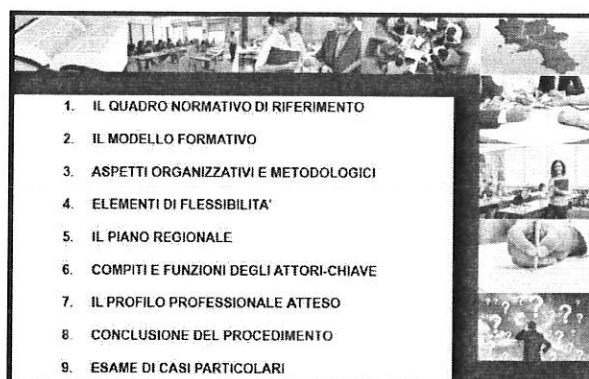 1. IL QUADRO NORMATIVO DI RIFERIMENTO
2. IL MODELLO FORMATIVO
3. ASPETTI ORGANIZZATIVI E METODOLOGICI
4. ELEMENTI DI FLESSIBILITA'
5. IL PIANO REGIONALE
6. COMPITI E FUNZIONI DEGLI ATTORI-CHIAVE
7. IL PROFILO PROFESSIONALE ATTESO
8. CONCLUSIONE DEL PROCEDIMENTO
9. ESAME DI CASI PARTICOLARI